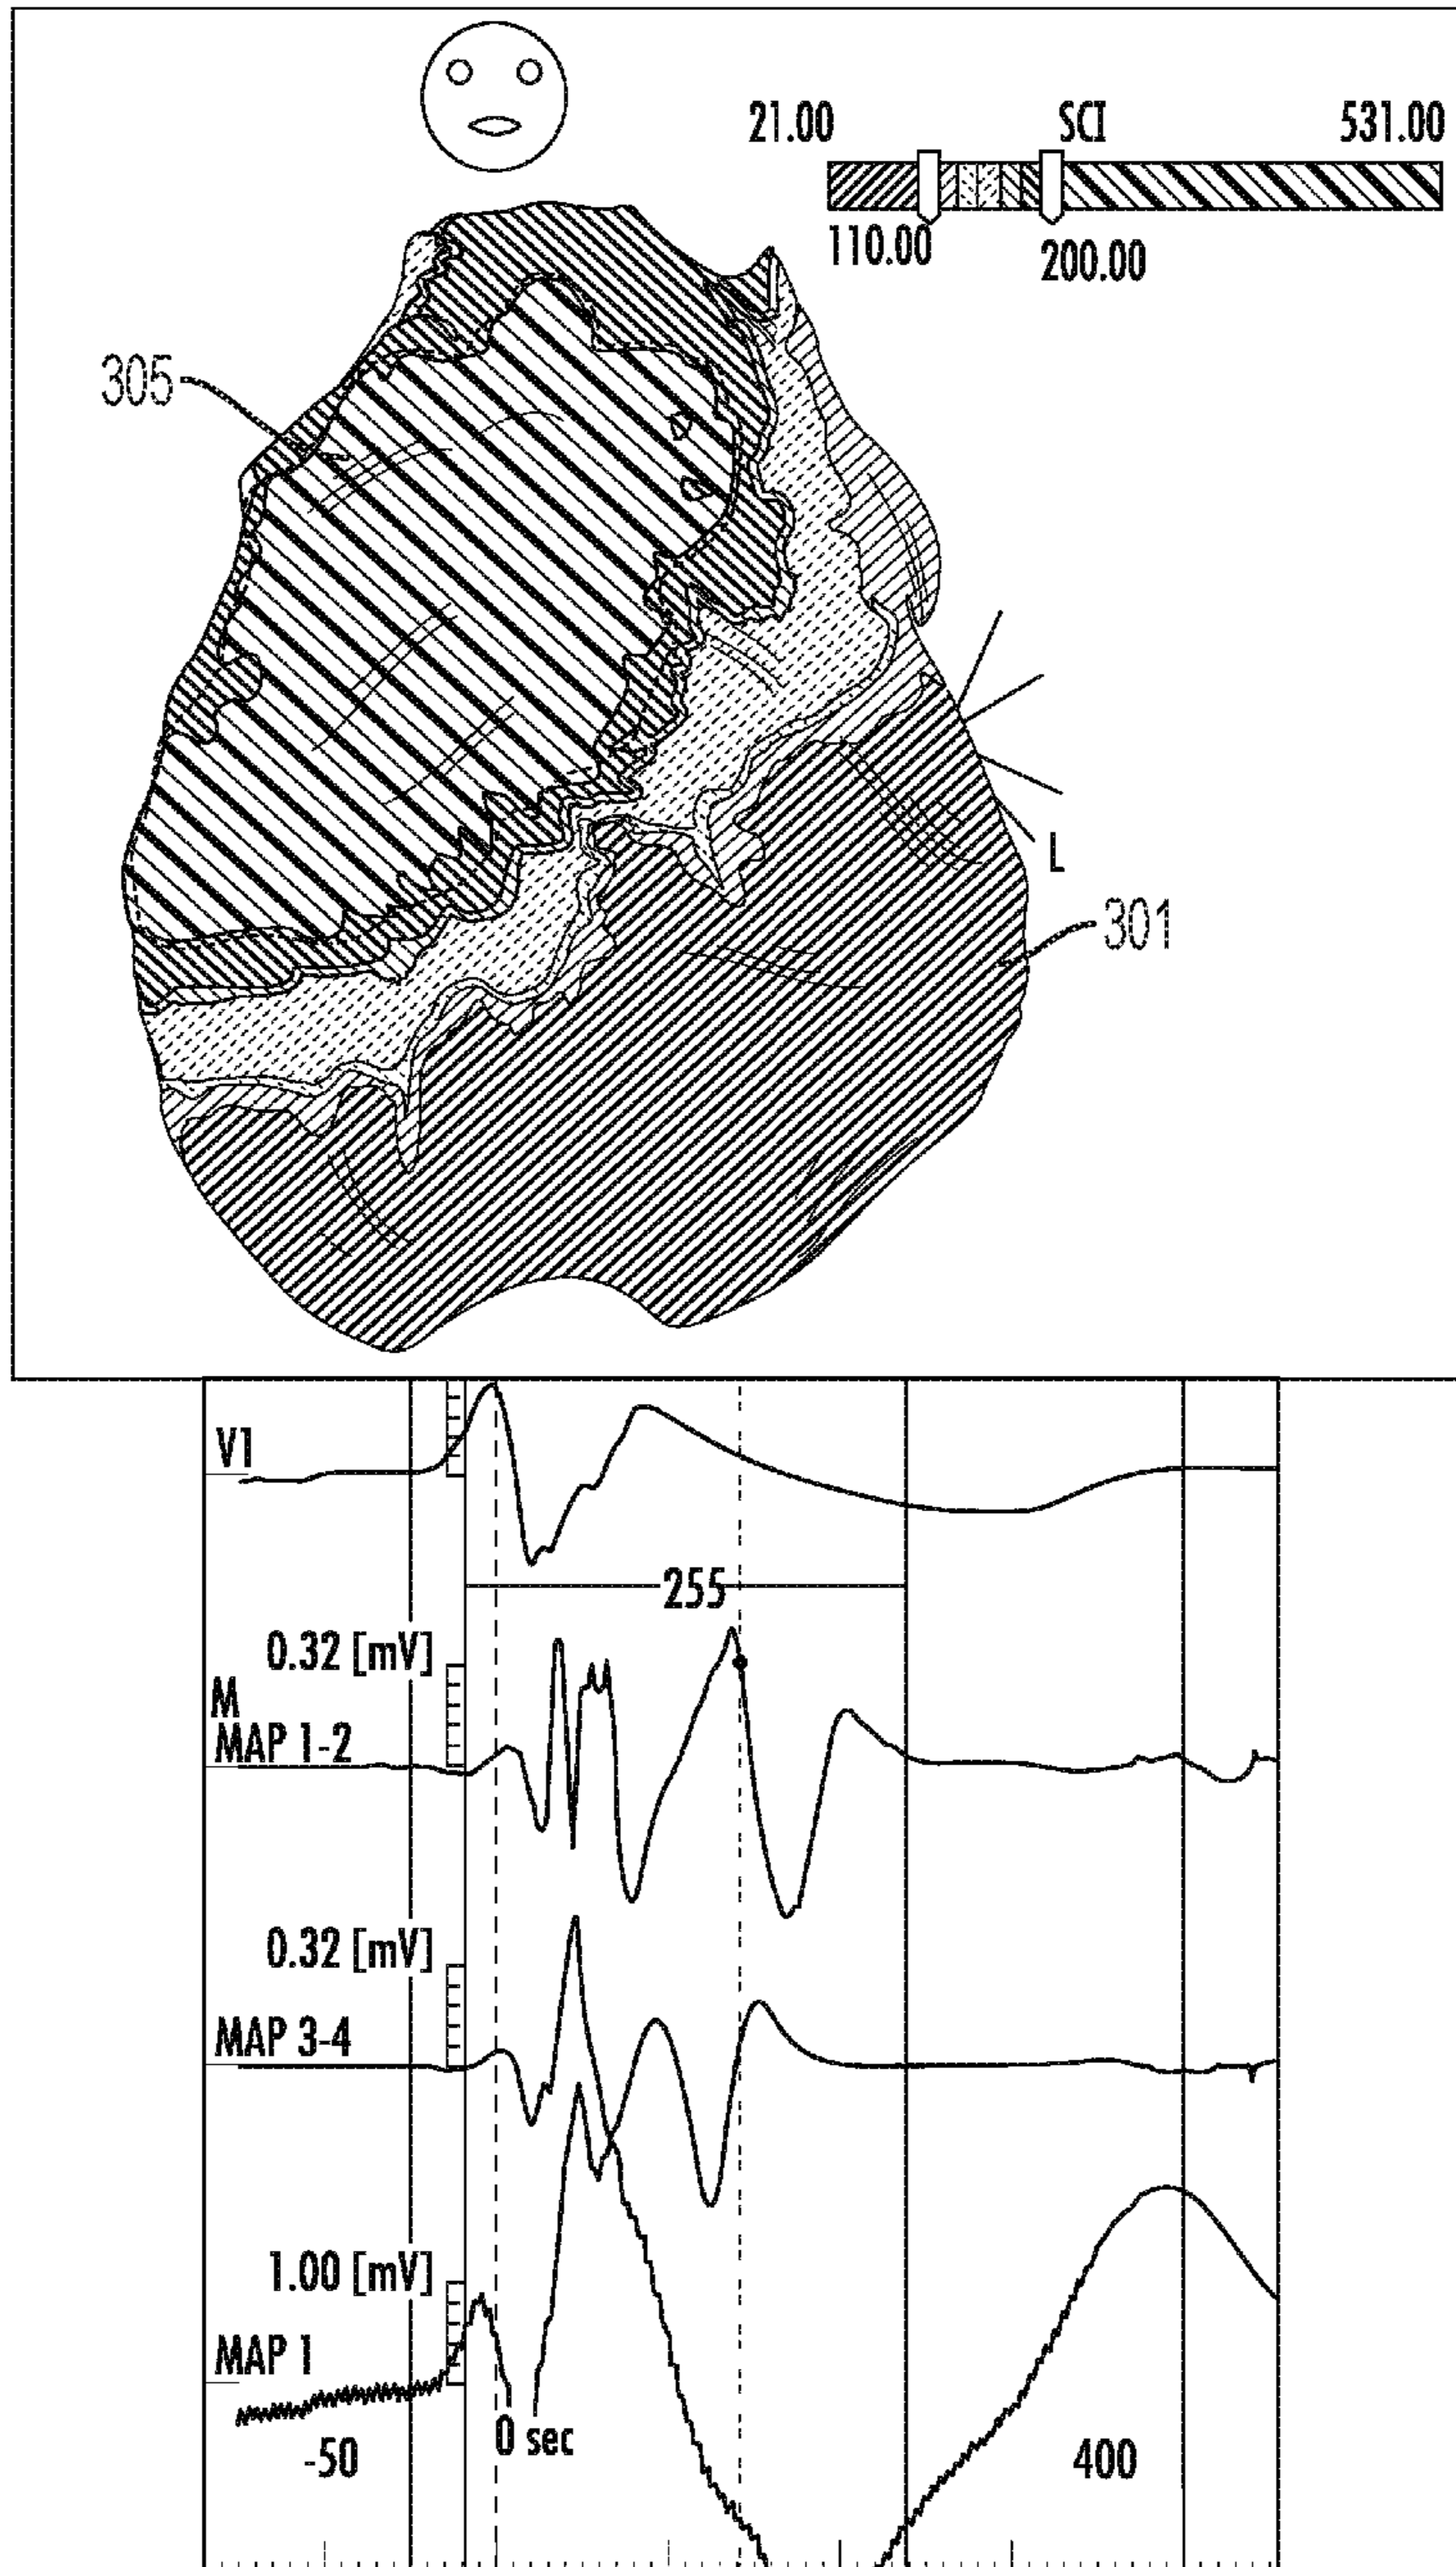 21.00 SCI 531.00
110.00 200.00
305
L
301
V1
255
0.32 [mV]
M
MAP 1-2
0.32 [mV]
MAP 3-4
1.00 [mV]
MAP 1
0 sec
-50 400